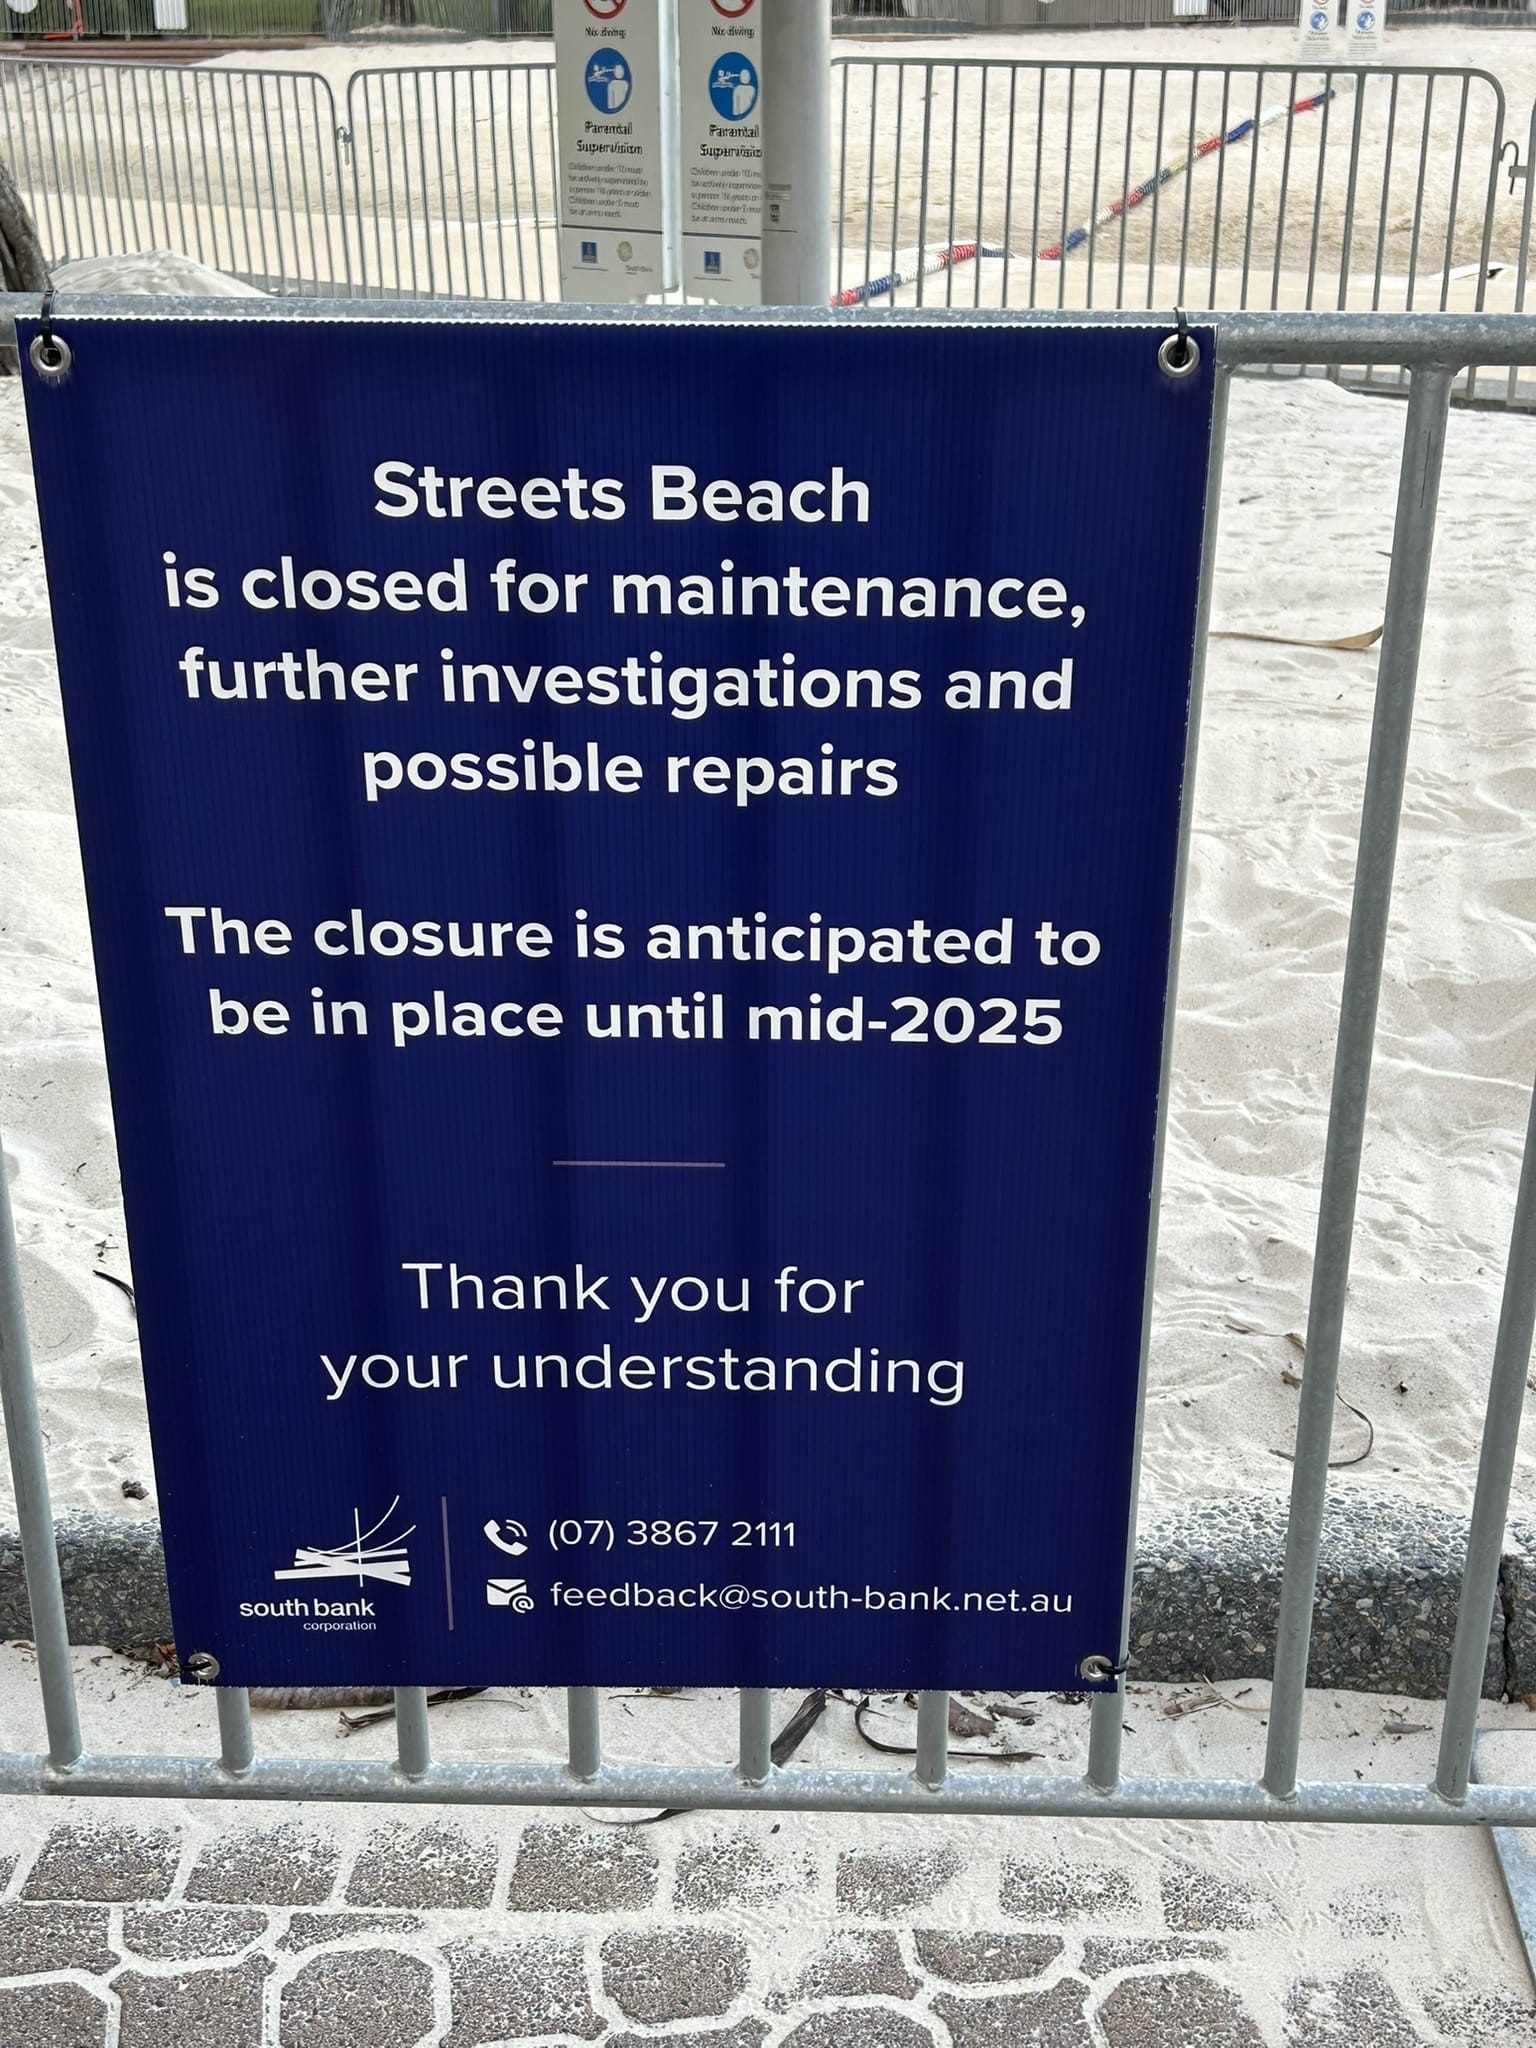 No diving
No diving
Parental
Supervision
Parental
Supervision
Streets Beach
is closed for maintenance,
further investigations and
possible repairs
The closure is anticipated to
be in place until mid-2025
Thank you for
your understanding
south bank
corporation
(07) 3867 2111
feedback@south-bank.net.au